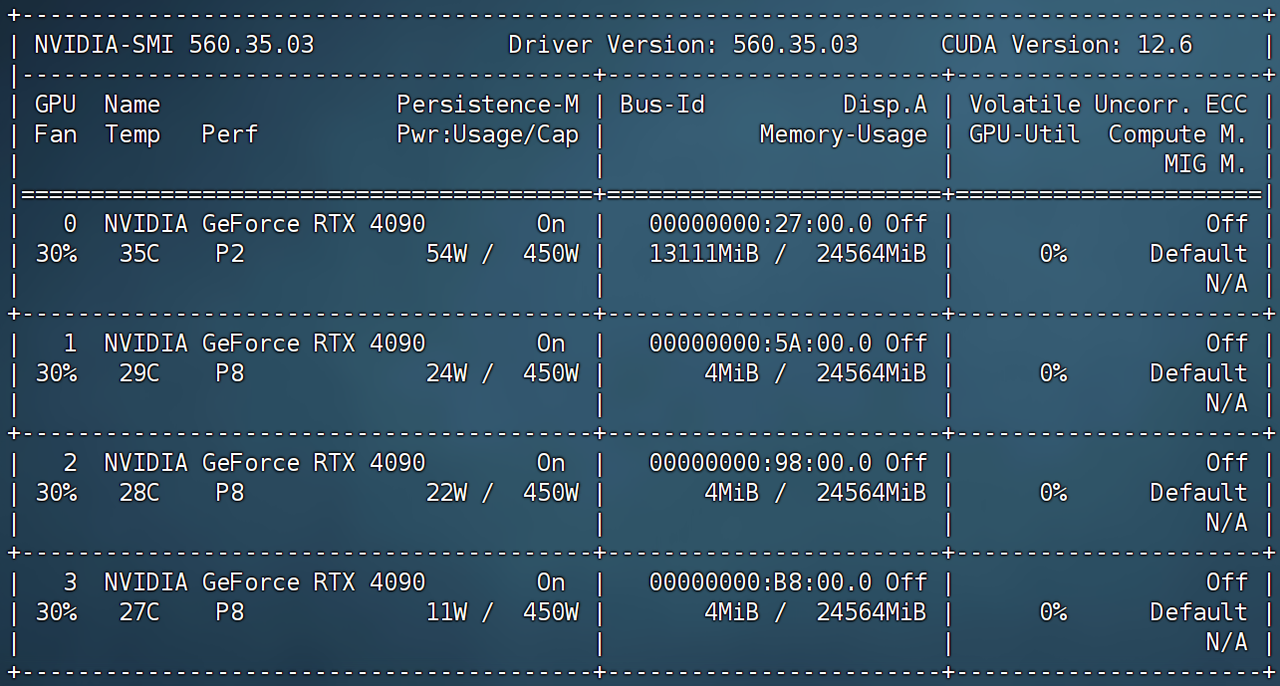 +-----------------------------------------------------------------------------------------+
| NVIDIA-SMI 560.35.03              Driver Version: 560.35.03      CUDA Version: 12.6     |
|-----------------------------------------+------------------------+----------------------+
| GPU  Name                 Persistence-M | Bus-Id          Disp.A | Volatile Uncorr. ECC |
| Fan  Temp   Perf          Pwr:Usage/Cap |           Memory-Usage | GPU-Util  Compute M. |
|                                         |                        |               MIG M. |
|=========================================+========================+======================|
|   0  NVIDIA GeForce RTX 4090        On  |   00000000:27:00.0 Off |                  Off |
| 30%   35C    P2             54W /  450W |   13111MiB /  24564MiB |      0%      Default |
|                                         |                        |                  N/A |
+-----------------------------------------+------------------------+----------------------+
|   1  NVIDIA GeForce RTX 4090        On  |   00000000:5A:00.0 Off |                  Off |
| 30%   29C    P8             24W /  450W |       4MiB /  24564MiB |      0%      Default |
|                                         |                        |                  N/A |
+-----------------------------------------+------------------------+----------------------+
|   2  NVIDIA GeForce RTX 4090        On  |   00000000:98:00.0 Off |                  Off |
| 30%   28C    P8             22W /  450W |       4MiB /  24564MiB |      0%      Default |
|                                         |                        |                  N/A |
+-----------------------------------------+------------------------+----------------------+
|   3  NVIDIA GeForce RTX 4090        On  |   00000000:B8:00.0 Off |                  Off |
| 30%   27C    P8             11W /  450W |       4MiB /  24564MiB |      0%      Default |
|                                         |                        |                  N/A |
+-----------------------------------------+------------------------+----------------------+